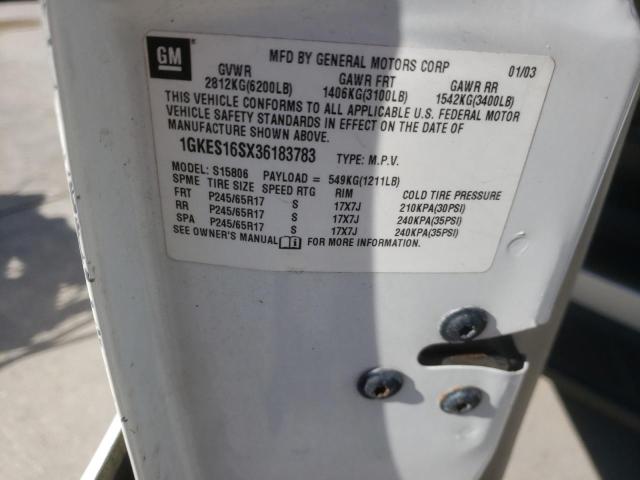 GM MFD BY GENERAL MOTORS CORP 01/03
GVWR GAWR FRT GAWR RR
2812KG(6200LB) 1406KG(3100LB) 1542KG(3400LB)
THIS VEHICLE CONFORMS TO ALL APPLICABLE U.S. FEDERAL MOTOR
VEHICLE SAFETY STANDARDS IN EFFECT ON THE DATE OF
MANUFACTURE SHOWN ABOVE.
1GKES16SX36183783 TYPE: M.P.V.
MODEL: S15806 PAYLOAD = 549KG(1211LB)
SPME TIRE SIZE SPEED RTG RIM COLD TIRE PRESSURE
FRT P245/65R17 S 17X7J 210KPA(30PSI)
RR P245/65R17 S 17X7J 240KPA(35PSI)
SPA P245/65R17 S 17X7J 240KPA(35PSI)
SEE OWNER'S MANUAL FOR MORE INFORMATION.